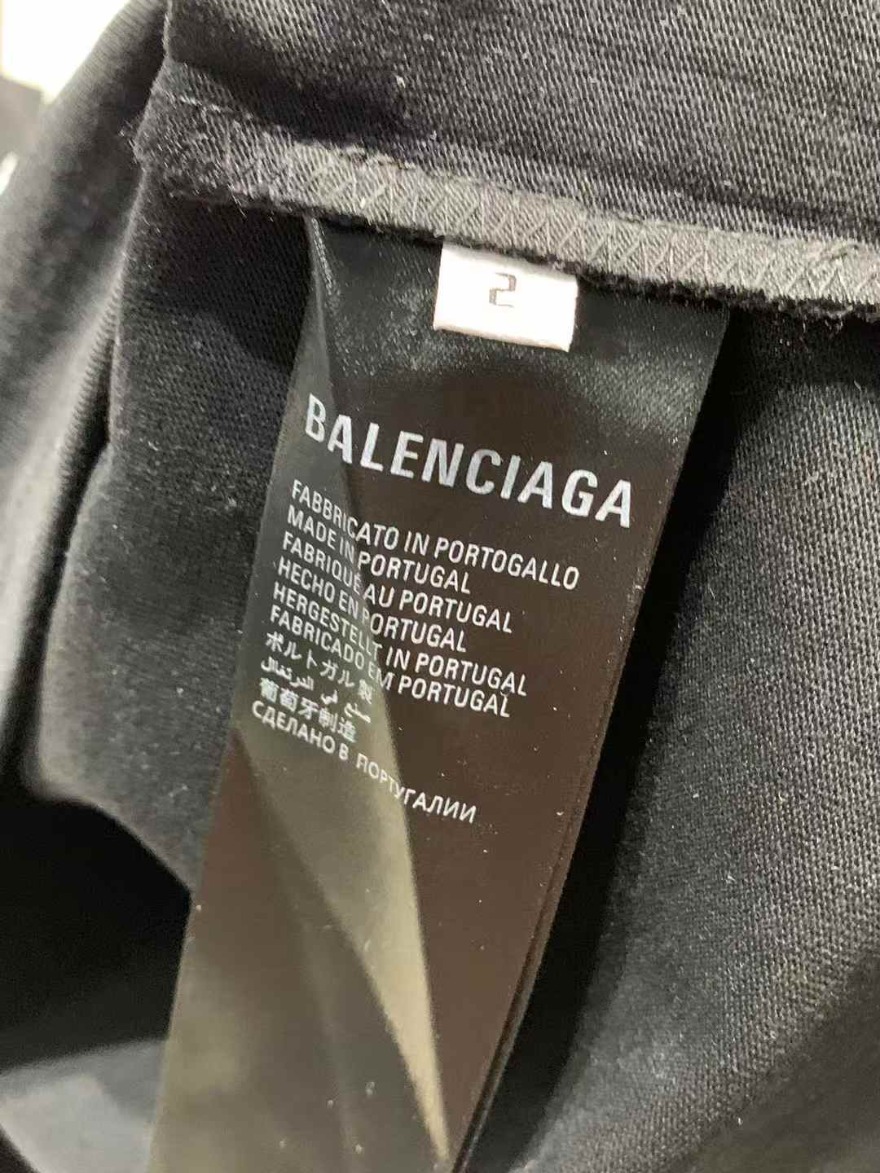 2
BALENCIAGA
FABBRICATO IN PORTOGALLO
MADE IN PORTUGAL
FABRIQUÉ AU PORTUGAL
HECHO EN PORTUGAL
HERGESTELLT IN PORTUGAL
FABRICADO EM PORTUGAL
ポルトガル製
صنع في البرتغال
葡萄牙制造
СДЕЛАНО В ПОРТУГАЛИИ